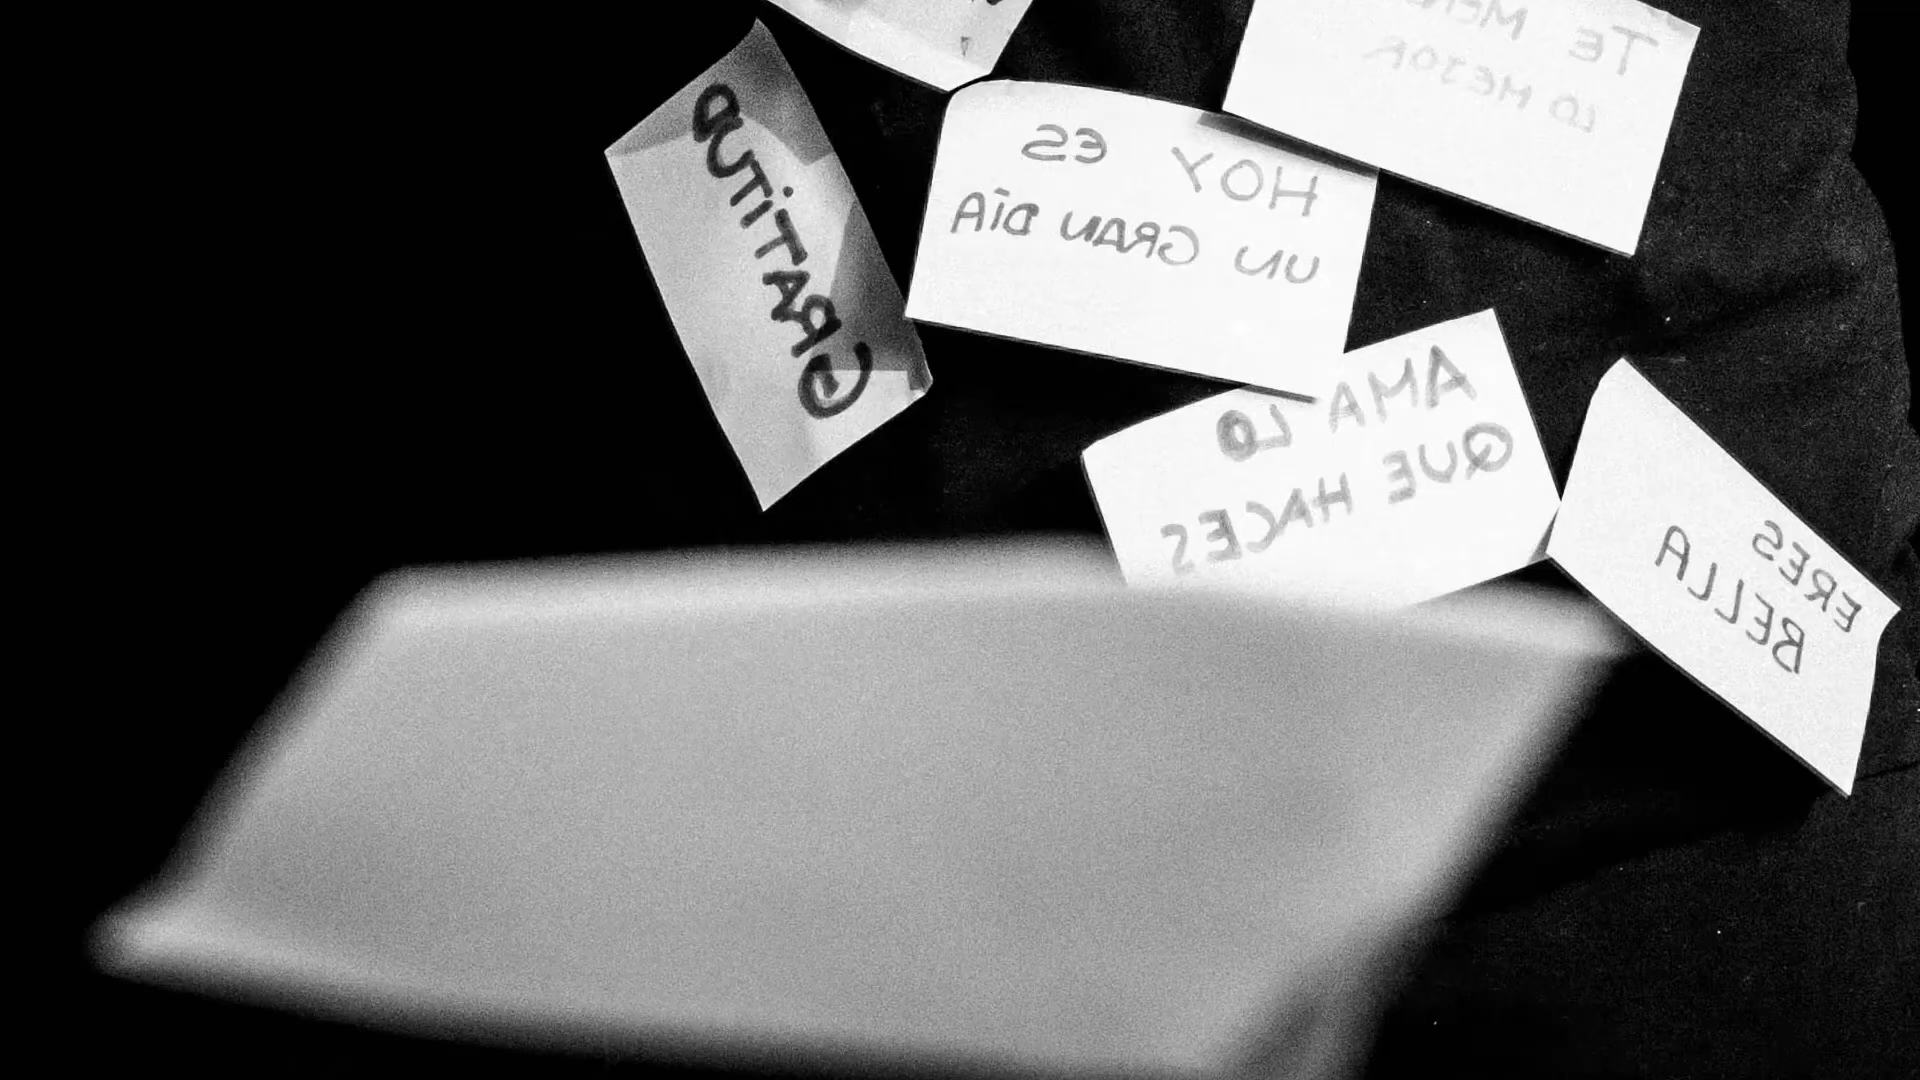 GRATITUD
HOY ES
UN GRAN DÍA
TE
LO MEJOR
AMA LO
QUE HACES
ERES
BELLA